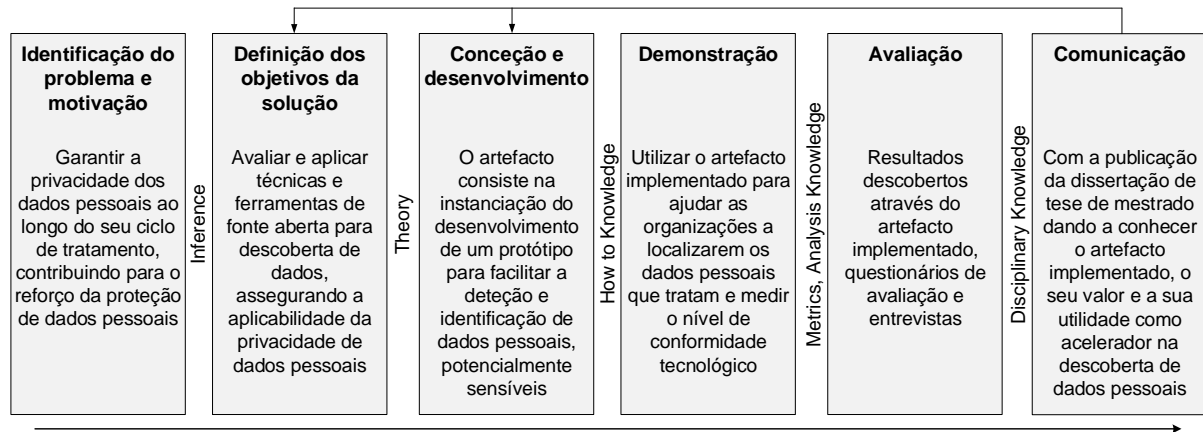 Identificação do
problema e
motivação
Garantir a
privacidade dos
dados pessoais ao
longo do seu ciclo
de tratamento,
contribuindo para o
reforço da proteção
de dados pessoais
Inference
Definição dos
objetivos da
solução
Avaliar e aplicar
técnicas e
ferramentas de
fonte aberta para
descoberta de
dados,
assegurando a
aplicabilidade da
privacidade de
dados pessoais
Theory
Conceção e
desenvolvimento
O artefacto
consiste na
instanciação do
desenvolvimento
de um protótipo
para facilitar a
deteção e
identificação de
dados pessoais,
potencialmente
sensíveis
How to Knowledge
Demonstração
Utilizar o artefacto
implementado para
ajudar as
organizações a
localizarem os
dados pessoais
que tratam e medir
o nível de
conformidade
tecnológico
Metrics, Analysis Knowledge
Avaliação
Resultados
descobertos
através do
artefacto
implementado,
questionários de
avaliação e
entrevistas
Disciplinary Knowledge
Comunicação
Com a publicação
da dissertação de
tese de mestrado
dando a conhecer
o artefacto
implementado, o
seu valor e a sua
utilidade como
acelerador na
descoberta de
dados pessoais